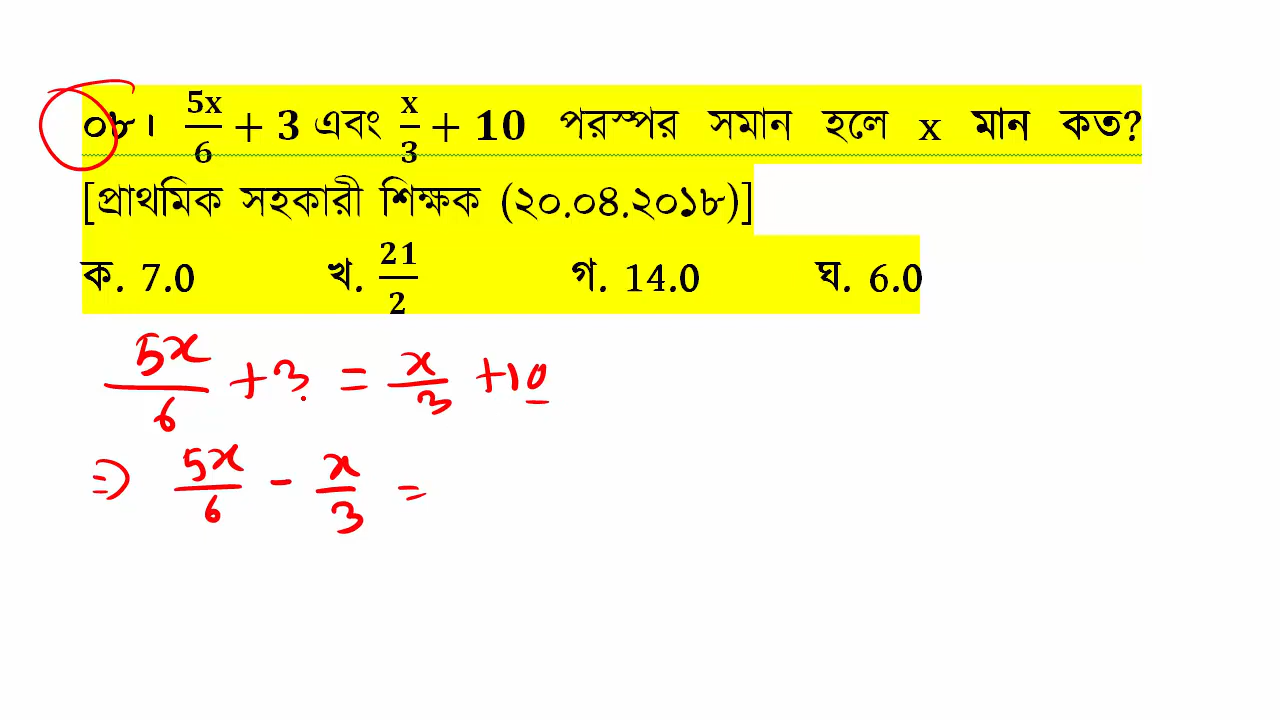 ০৮। 5x/6 + 3 এবং x/3 + 10 পরস্পর সমান হলে x মান কত?
[প্রাথমিক সহকারী শিক্ষক (২০.০৪.২০১৮)]
ক. 7.0 খ. 21/2 গ. 14.0 ঘ. 6.0
5x/6 + 3 = x/3 + 10
⇒ 5x/6 - x/3 =